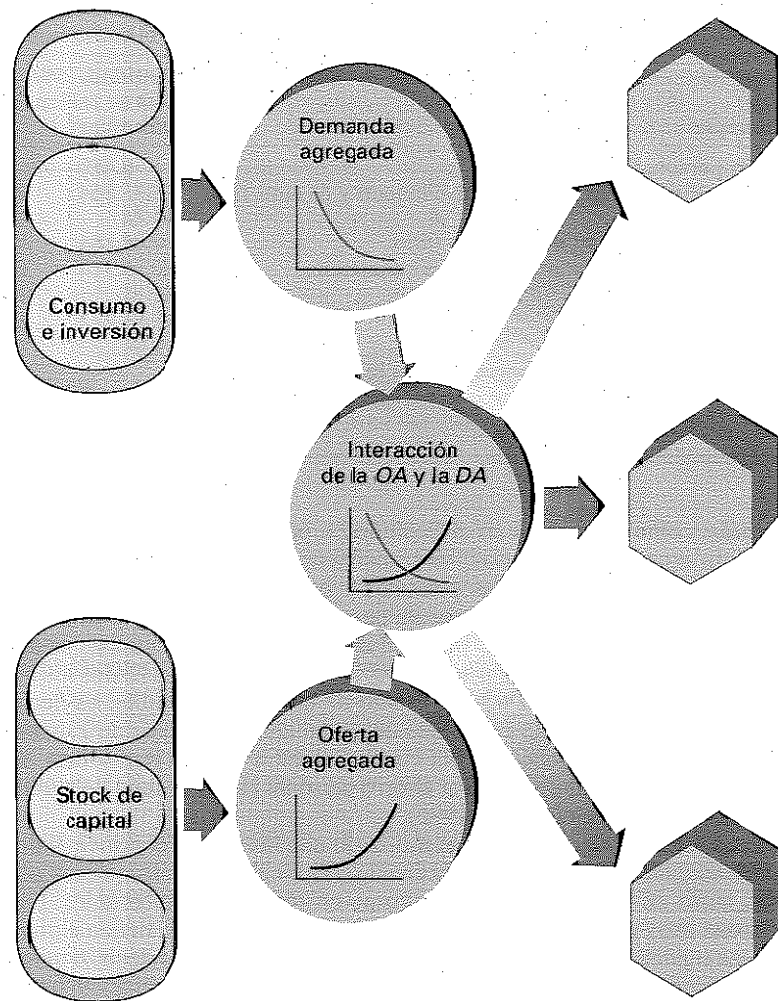 Demanda
agregada
Consumo
e inversión
Interacción
de la OA y la DA
Oferta
agregada
Stock de
capital